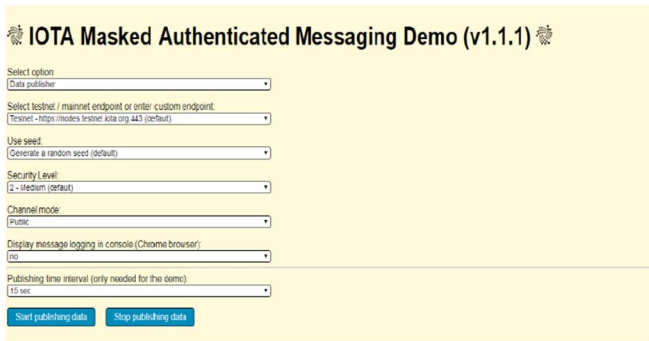 IOTA Masked Authenticated Messaging Demo (v1.1.1)
Select option
Data publisher
Select testnet / mainnet endpoint or enter custom endpoint:
Testnet - https://nodes.testnet.iota.org:443 (default)
Use seed:
Generate a random seed (default)
Security Level:
2 - Medium (default)
Channel mode:
Public
Display message logging in console (Chrome browser):
no
Publishing time interval (only needed for the demo):
15 sec
Start publishing data Stop publishing data